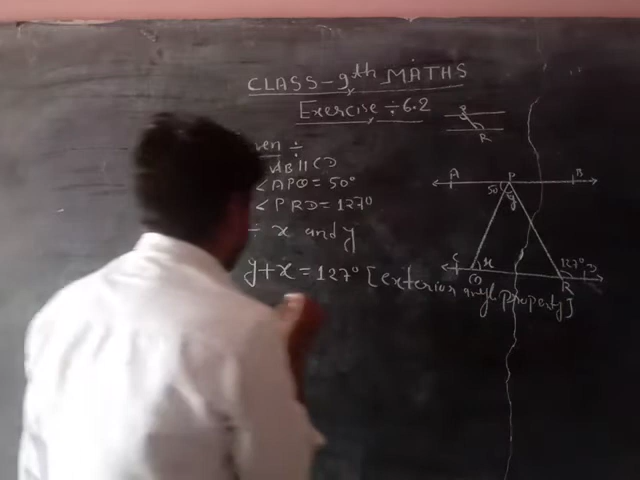 CLASS-9th MATHS
Exercise ÷ 6.2
Q
R
÷
AB||CD
∠APQ = 50°
∠PRD = 127°
÷ x and y
y+x = 127° [exterior angle property]
A P B
50° y
C x 127° D
Q R